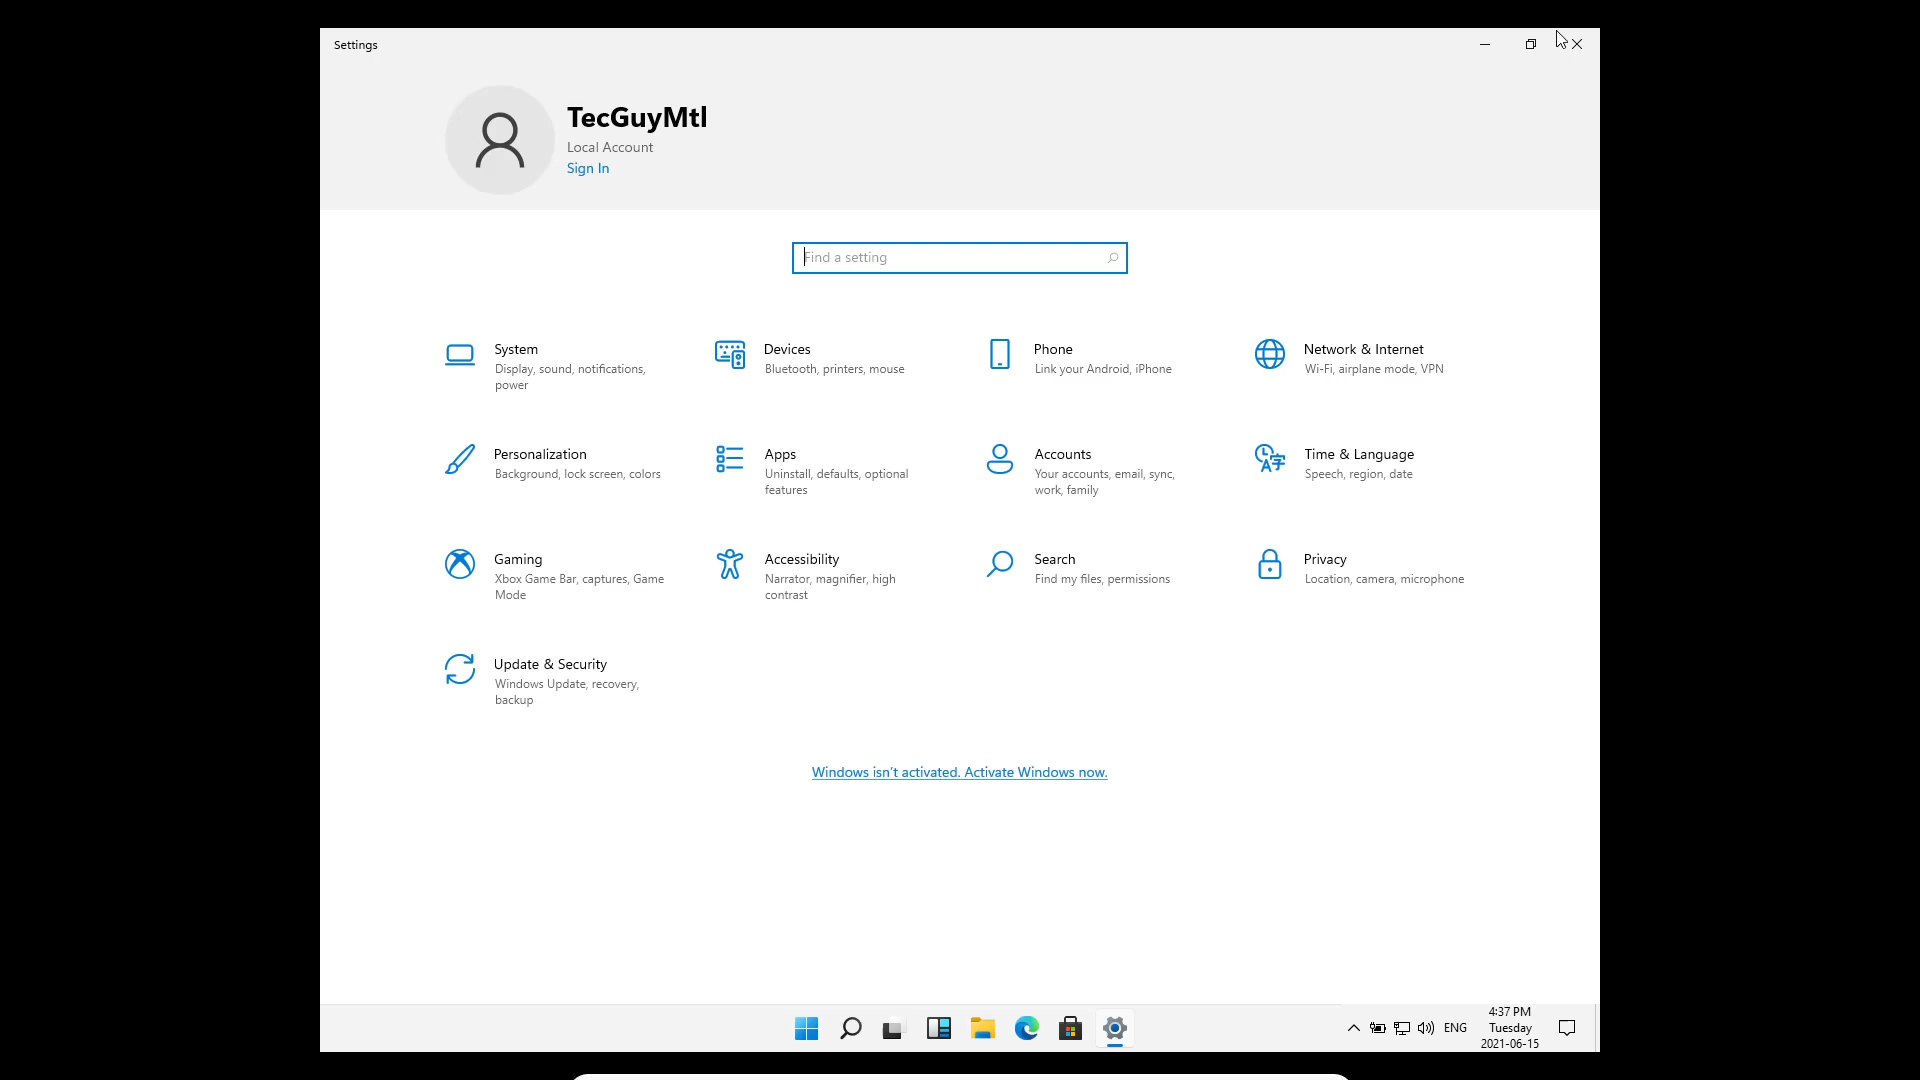 Settings
TecGuyMtl
Local Account
Sign In
Find a setting
System
Display, sound, notifications,
power
Devices
Bluetooth, printers, mouse
Phone
Link your Android, iPhone
Network & Internet
Wi-Fi, airplane mode, VPN
Personalization
Background, lock screen, colors
Apps
Uninstall, defaults, optional
features
Accounts
Your accounts, email, sync,
work, family
Time & Language
Speech, region, date
Gaming
Xbox Game Bar, captures, Game
Mode
Accessibility
Narrator, magnifier, high
contrast
Search
Find my files, permissions
Privacy
Location, camera, microphone
Update & Security
Windows Update, recovery,
backup
Windows isn't activated. Activate Windows now.
ENG
4:37 PM
Tuesday
2021-06-15